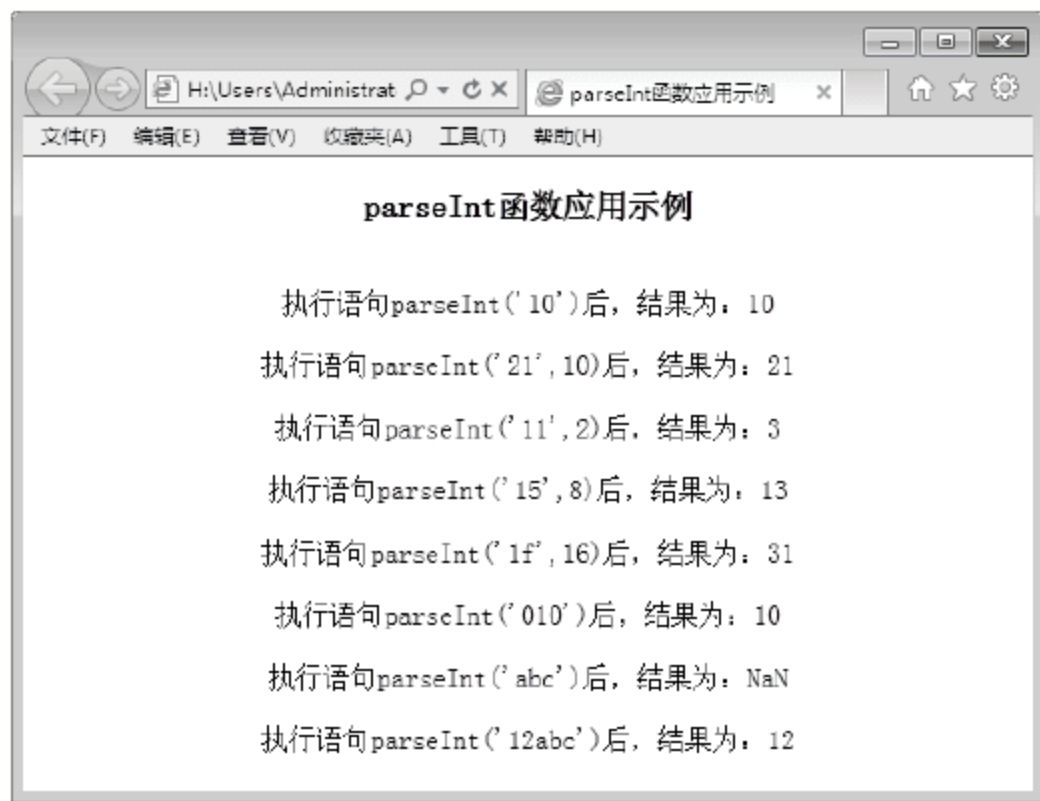 H:\Users\Administrat
parseInt函数应用示例
文件(F) 编辑(E) 查看(V) 收藏夹(A) 工具(T) 帮助(H)
parseInt函数应用示例
执行语句parseInt('10')后，结果为：10
执行语句parseInt('21',10)后，结果为：21
执行语句parseInt('11',2)后，结果为：3
执行语句parseInt('15',8)后，结果为：13
执行语句parseInt('1f',16)后，结果为：31
执行语句parseInt('010')后，结果为：10
执行语句parseInt('abc')后，结果为：NaN
执行语句parseInt('12abc')后，结果为：12